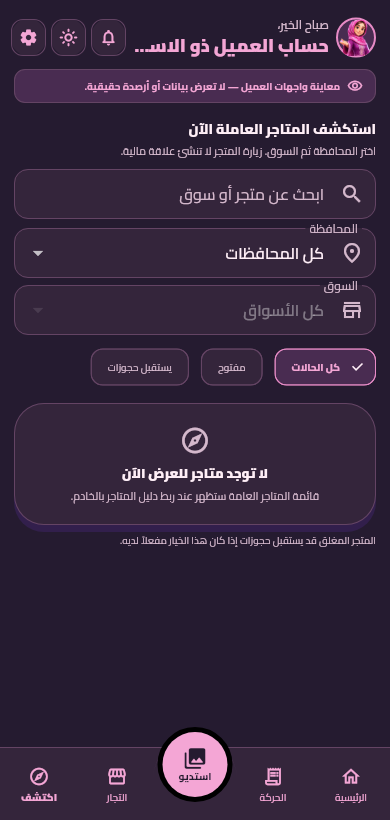 صباح الخير،
حساب العميل ذو الاســ...
معاينة واجهات العميل — لا تعرض بيانات أو أرصدة حقيقية.
استكشف المتاجر العاملة الآن
اختر المحافظة ثم السوق. زيارة المتجر لا تنشئ علاقة مالية.
ابحث عن متجر أو سوق
المحافظة
كل المحافظات
السوق
كل الأسواق
كل الحالات
مفتوح
يستقبل حجوزات
لا توجد متاجر للعرض الآن
قائمة المتاجر العامة ستظهر عند ربط دليل المتاجر بالخادم.
المتجر المغلق قد يستقبل حجوزات إذا كان هذا الخيار مفعلاً لديه.
الرئيسية
الحركة
استديو
التجار
اكتشف